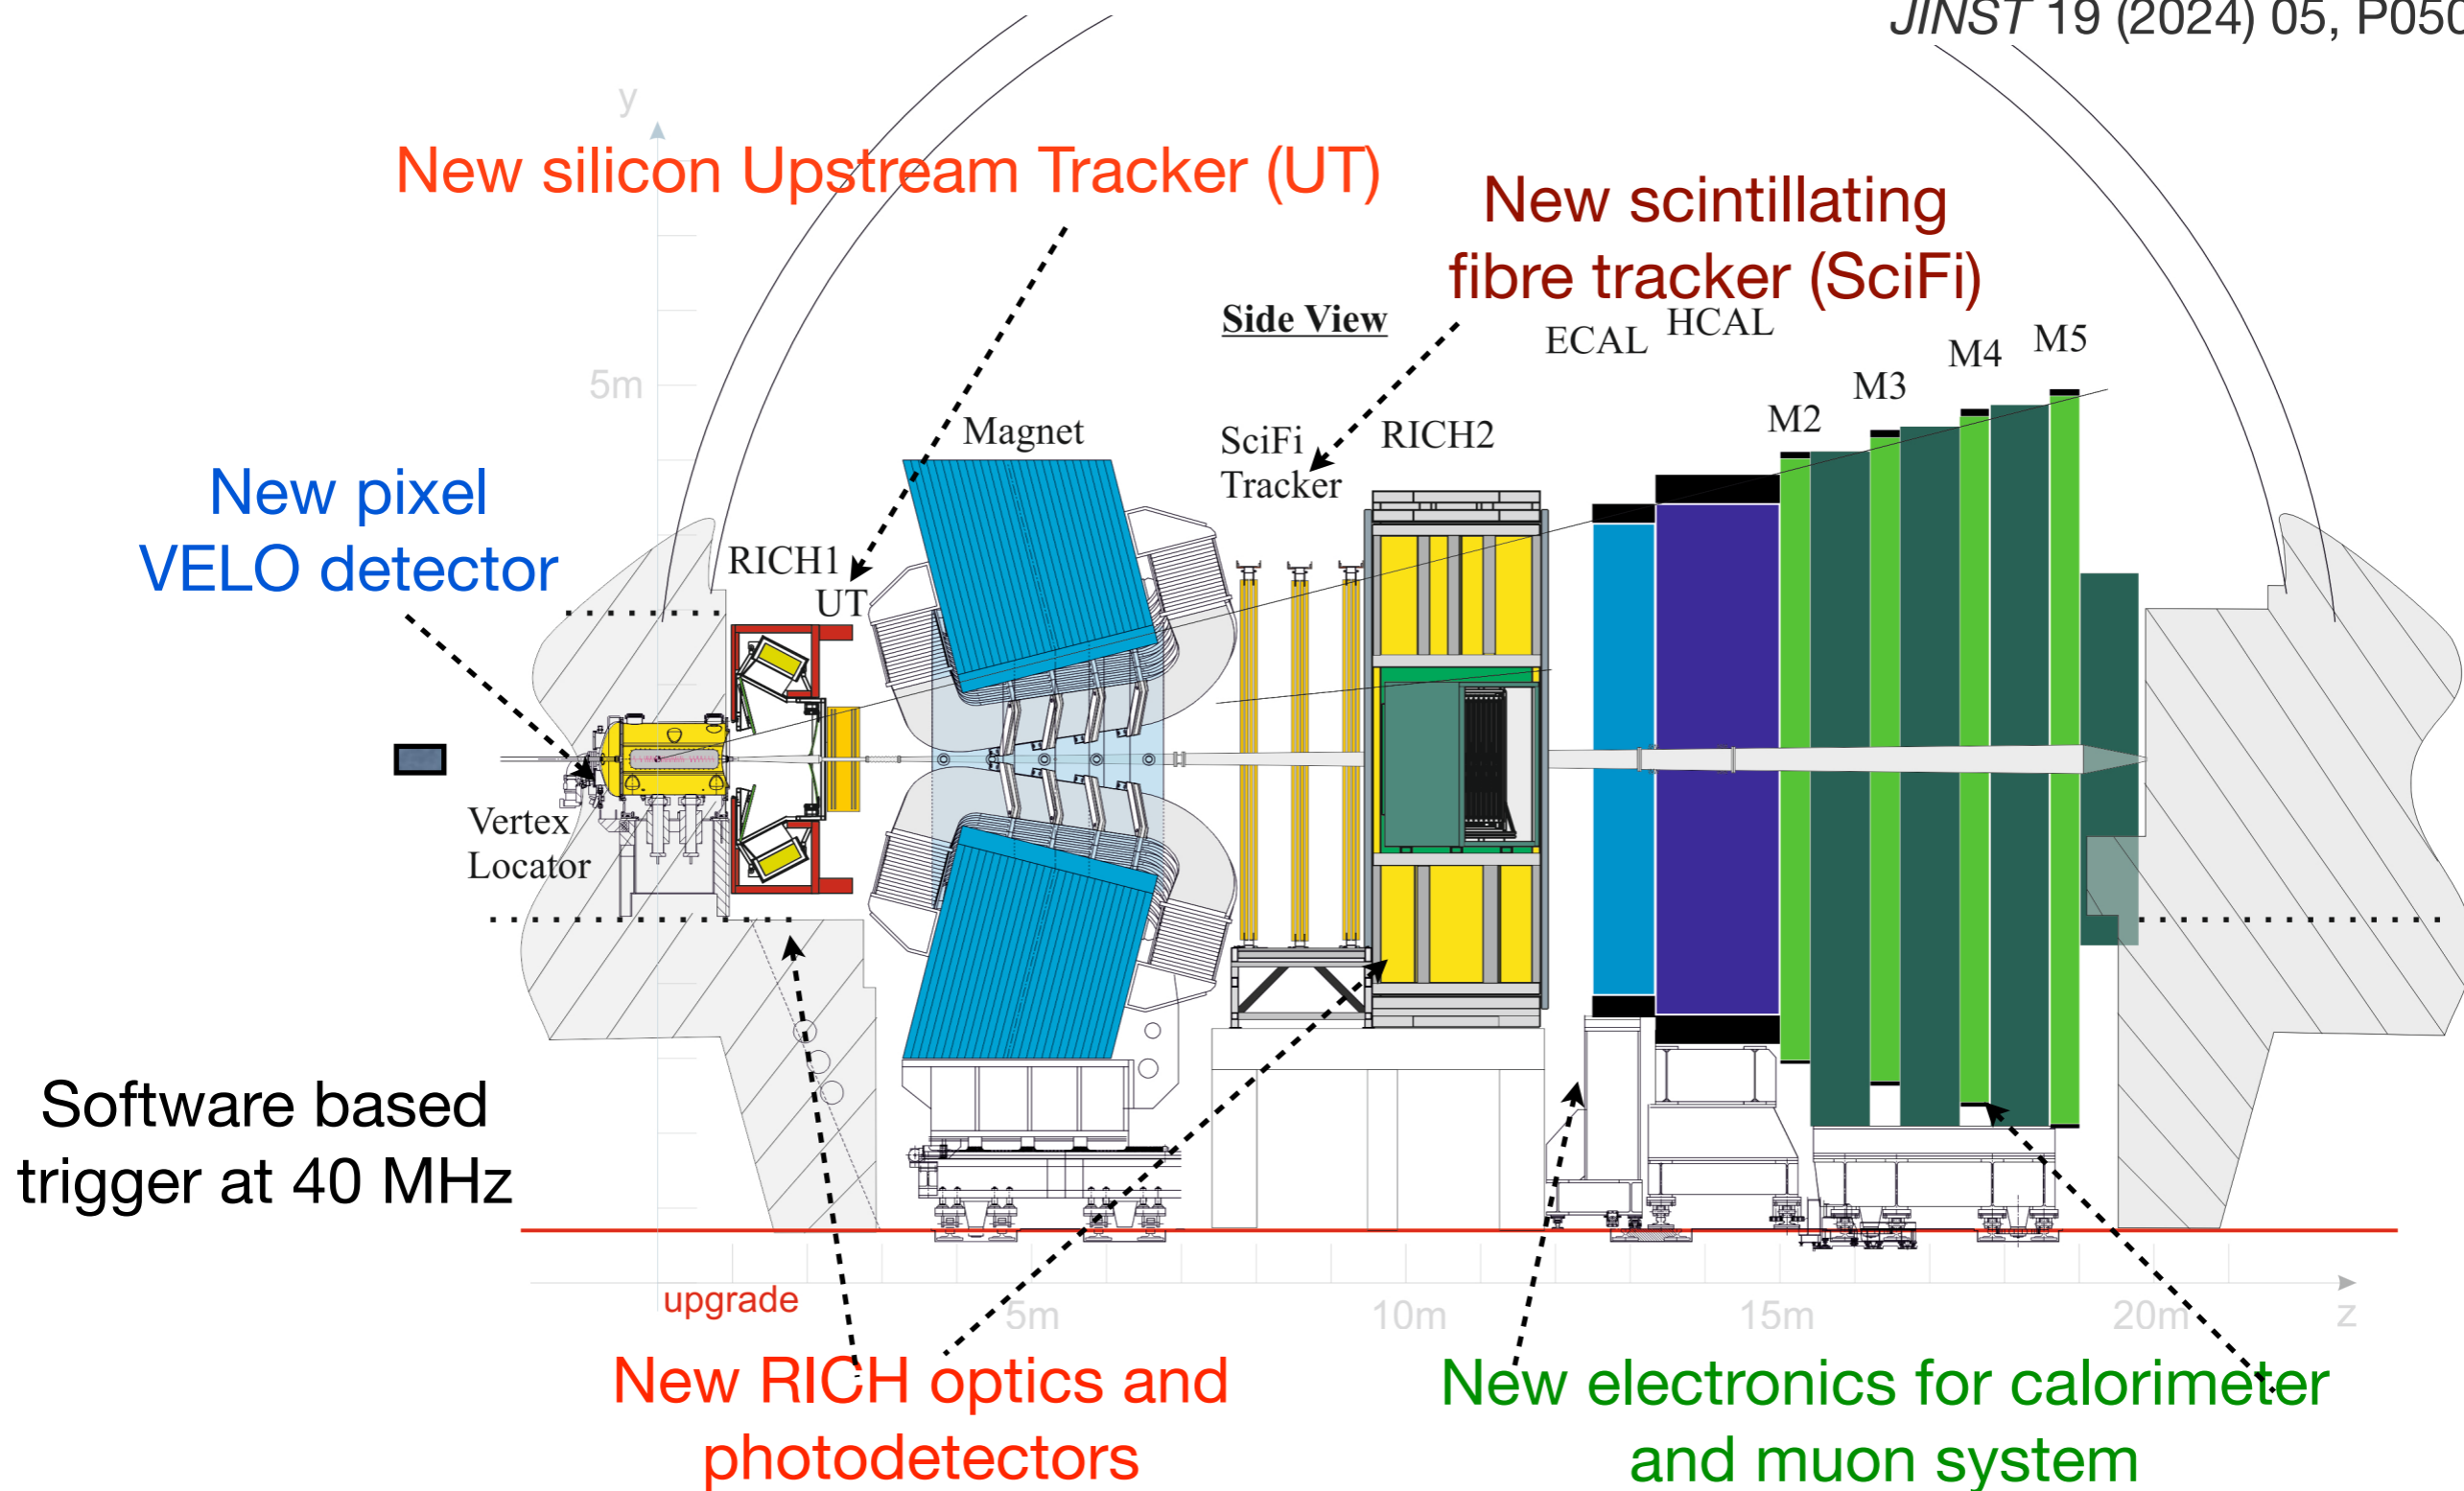 JINST 19 (2024) 05, P050
y
New silicon Upstream Tracker (UT)
New scintillating
fibre tracker (SciFi)
Side View
ECAL
HCAL
M5
M4
M3
M2
5m
Magnet
SciFi
Tracker
RICH2
New pixel
VELO detector
RICH1
UT
Vertex
Locator
Software based
trigger at 40 MHz
upgrade
5m
10m
15m
20m
z
New RICH optics and
photodetectors
New electronics for calorimeter
and muon system